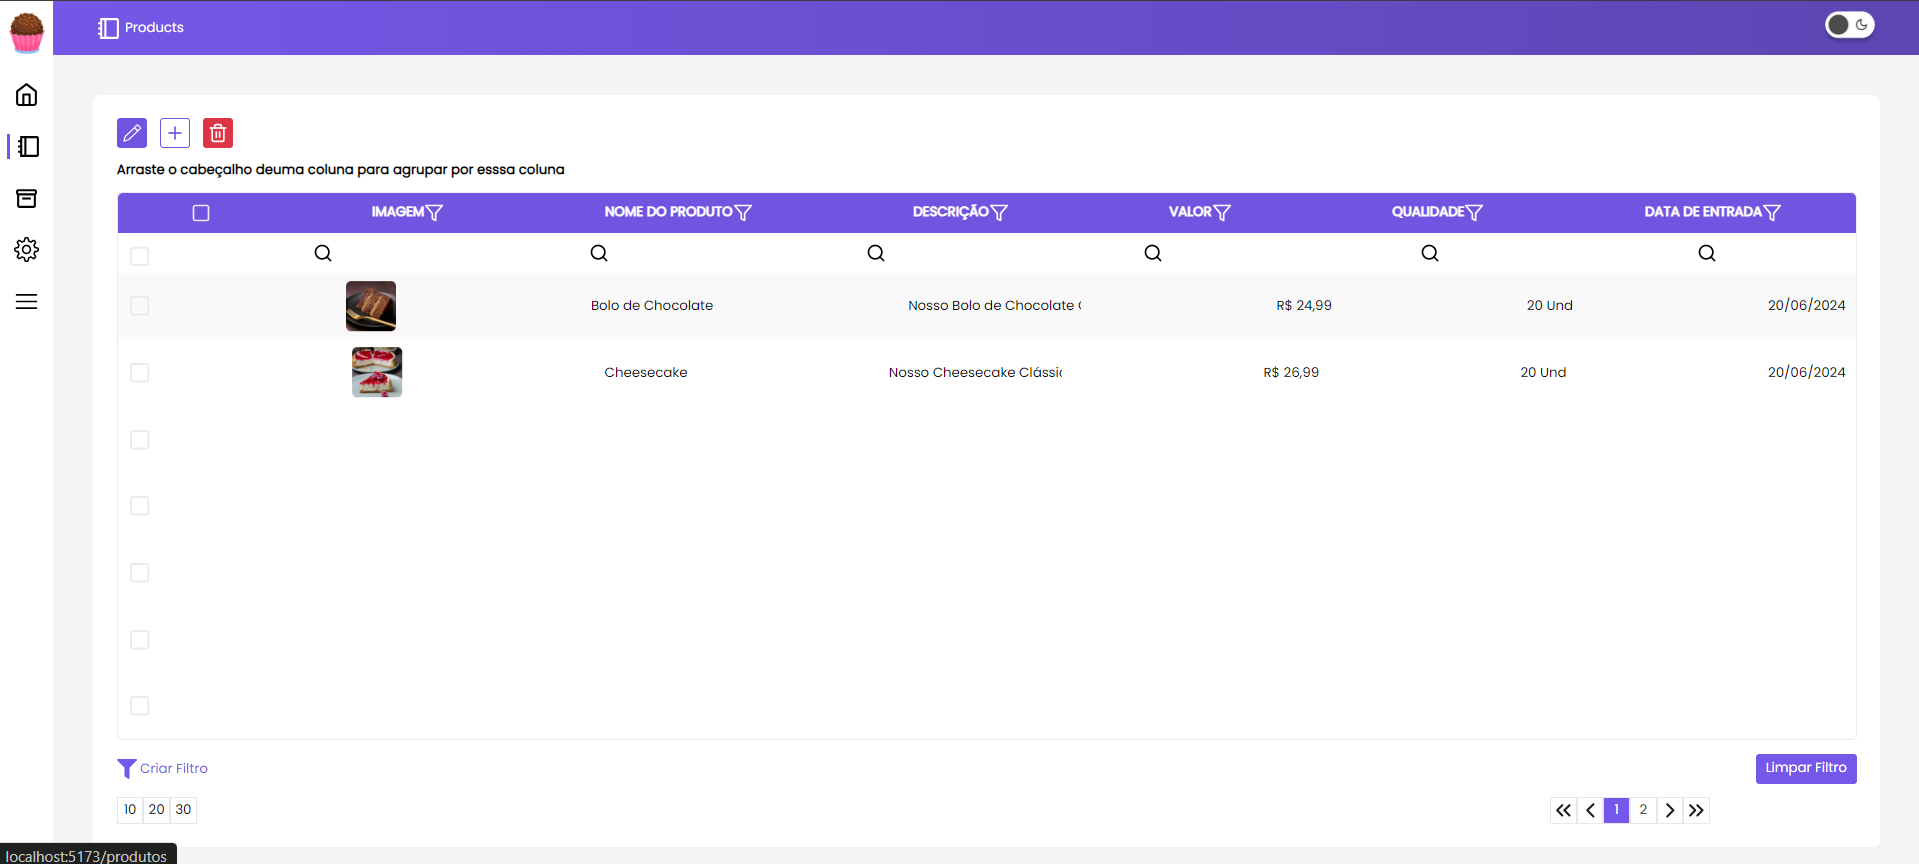 Products
Arraste o cabeçalho deuma coluna para agrupar por esssa coluna
IMAGEM NOME DO PRODUTO DESCRIÇÃO VALOR QUALIDADE DATA DE ENTRADA
Bolo de Chocolate Nosso Bolo de Chocolate R$ 24,99 20 Und 20/06/2024
Cheesecake Nosso Cheesecake Clássic R$ 26,99 20 Und 20/06/2024
Criar Filtro Limpar Filtro
10 20 30 1 2
localhost:5173/produtos